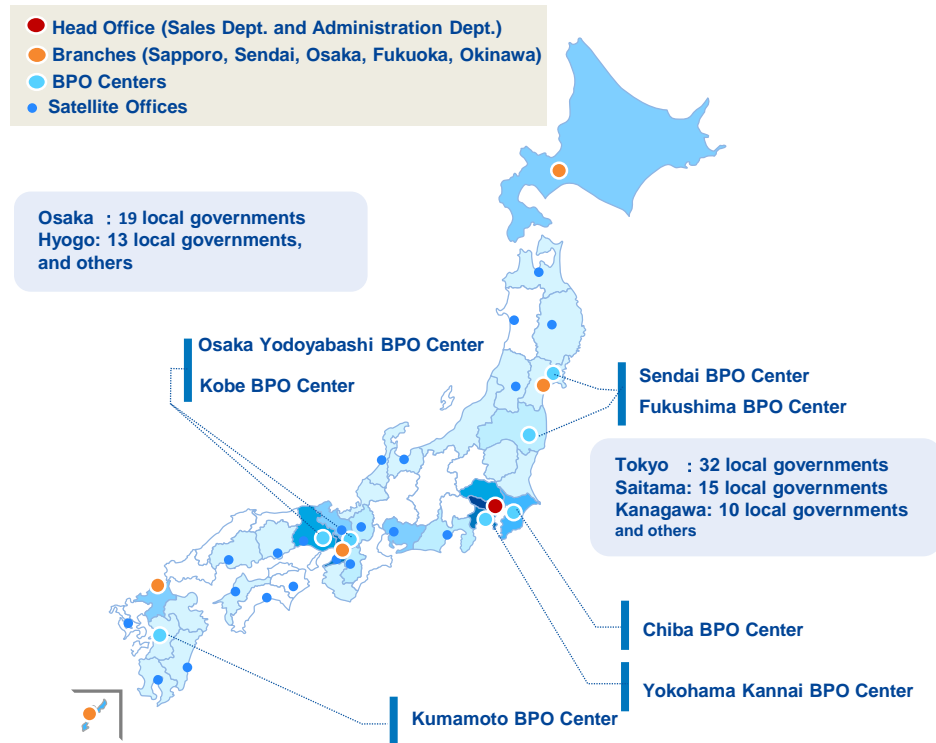 Head Office (Sales Dept. and Administration Dept.)
Branches (Sapporo, Sendai, Osaka, Fukuoka, Okinawa)
BPO Centers
Satellite Offices
Osaka : 19 local governments
Hyogo: 13 local governments,
and others
Osaka Yodoyabashi BPO Center
Kobe BPO Center
Sendai BPO Center
Fukushima BPO Center
Tokyo : 32 local governments
Saitama: 15 local governments
Kanagawa: 10 local governments
and others
Chiba BPO Center
Yokohama Kannai BPO Center
Kumamoto BPO Center